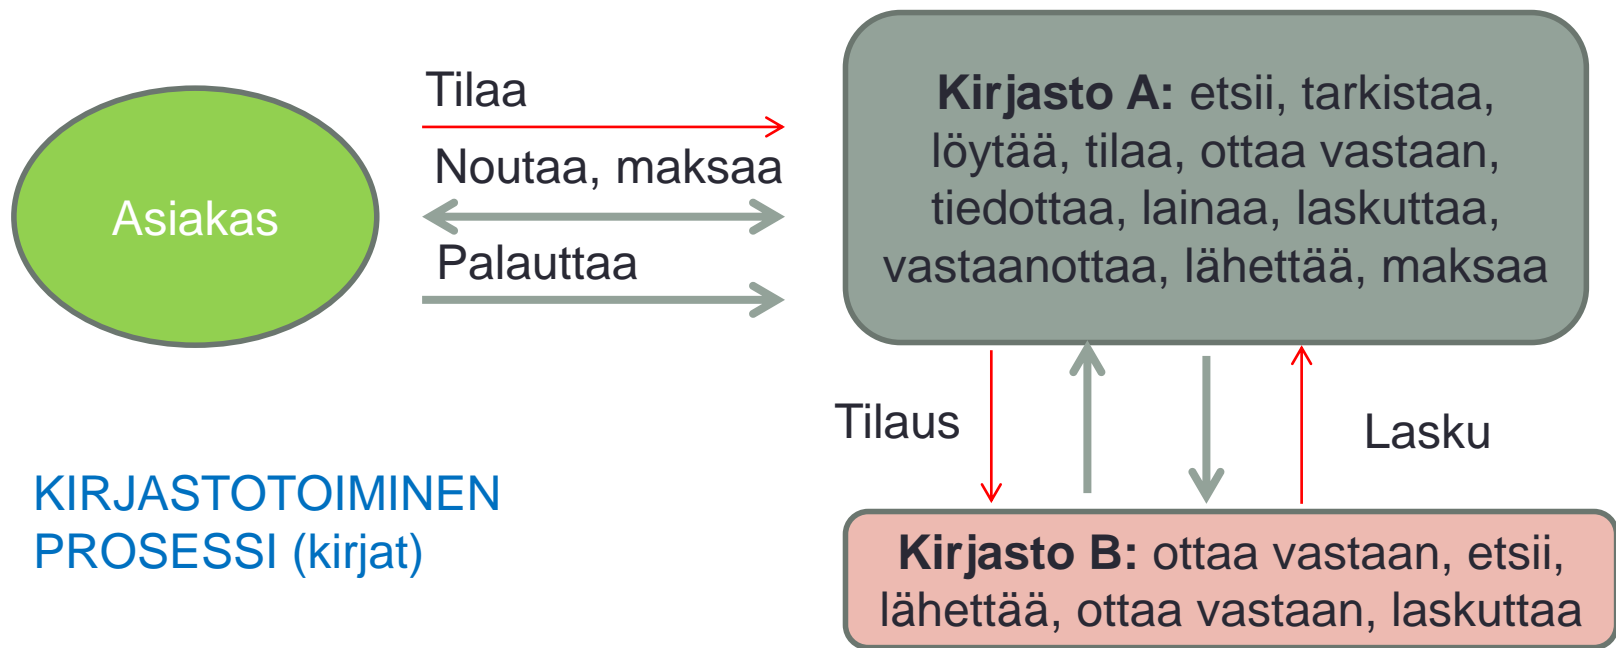 Tilaa
Noutaa, maksaa
Palauttaa
Asiakas
Kirjasto A: etsii, tarkistaa,
löytää, tilaa, ottaa vastaan,
tiedottaa, lainaa, laskuttaa,
vastaanottaa, lähettää, maksaa
Tilaus
Lasku
KIRJASTOTOIMINEN
PROSESSI (kirjat)
Kirjasto B: ottaa vastaan, etsii,
lähettää, ottaa vastaan, laskuttaa